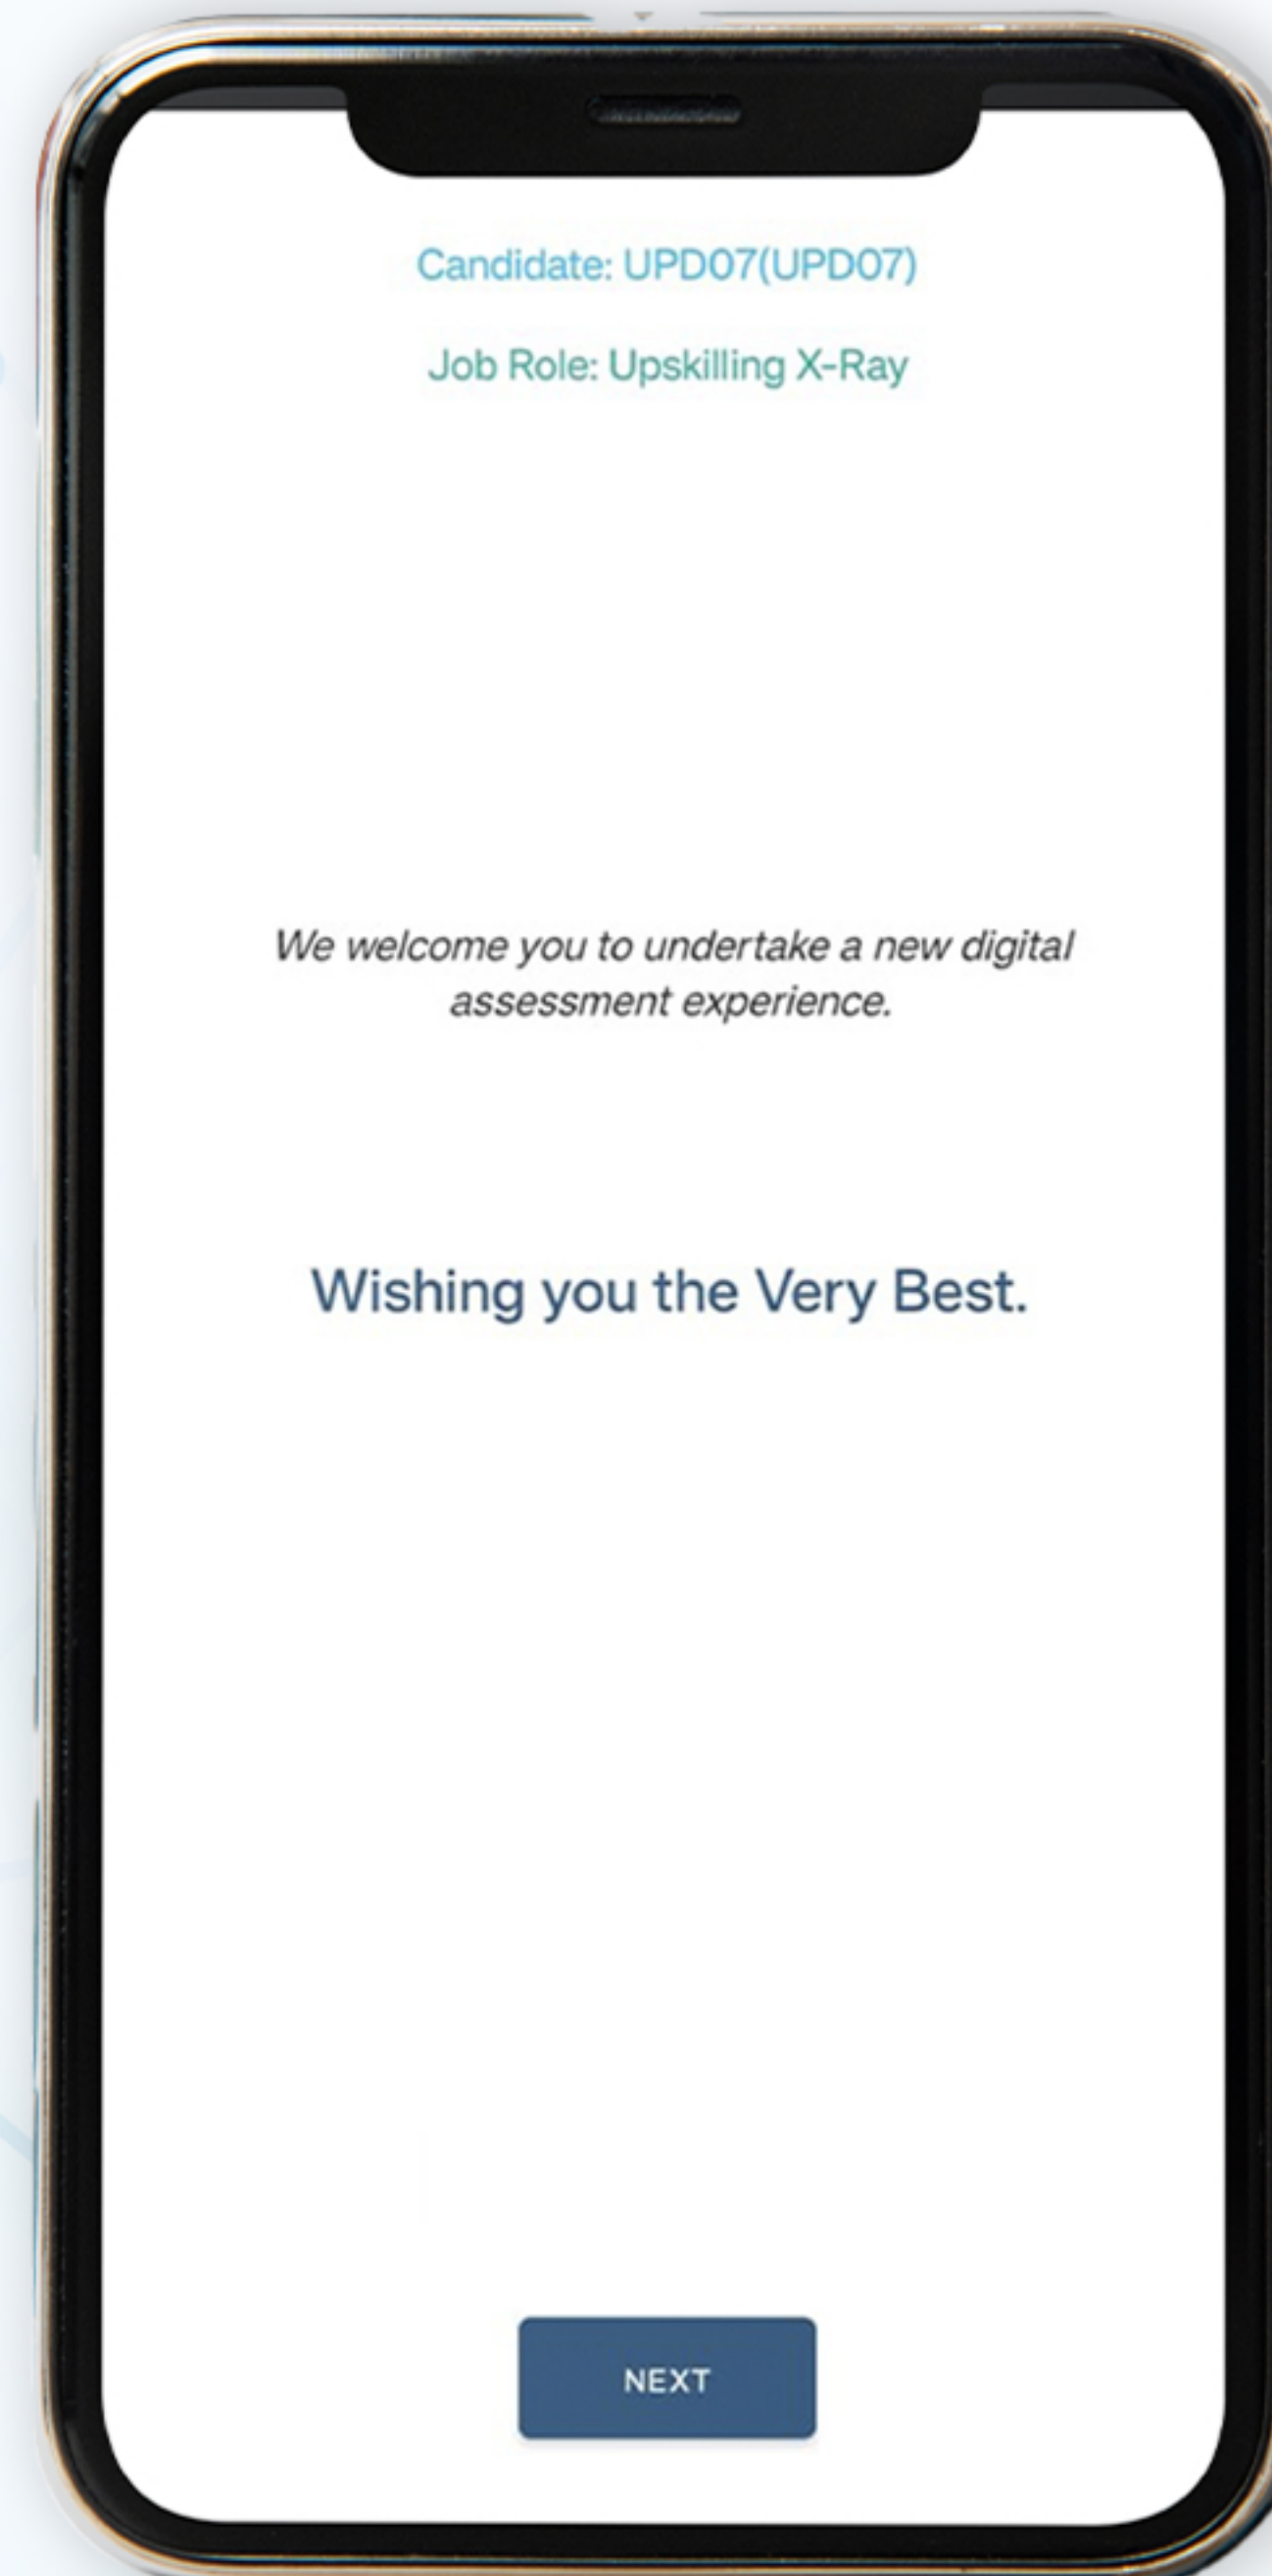 Candidate: UPD07(UPD07)
Job Role: Upskilling X-Ray
We welcome you to undertake a new digital
assessment experience.
Wishing you the Very Best.
NEXT